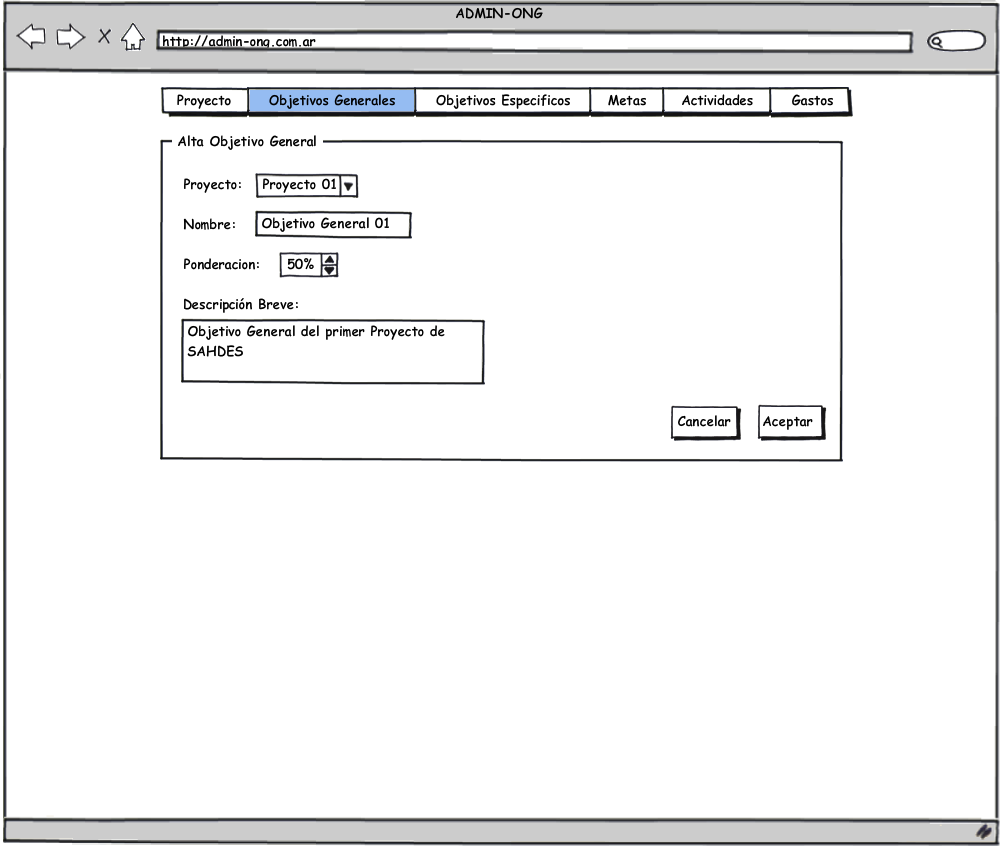 ADMIN-ONG
http://admin-ong.com.ar
Proyecto Objetivos Generales Objetivos Especificos Metas Actividades Gastos
Alta Objetivo General
Proyecto: Proyecto 01
Nombre: Objetivo General 01
Ponderacion: 50%
Descripción Breve:
Objetivo General del primer Proyecto de
SAHDES
Cancelar Aceptar